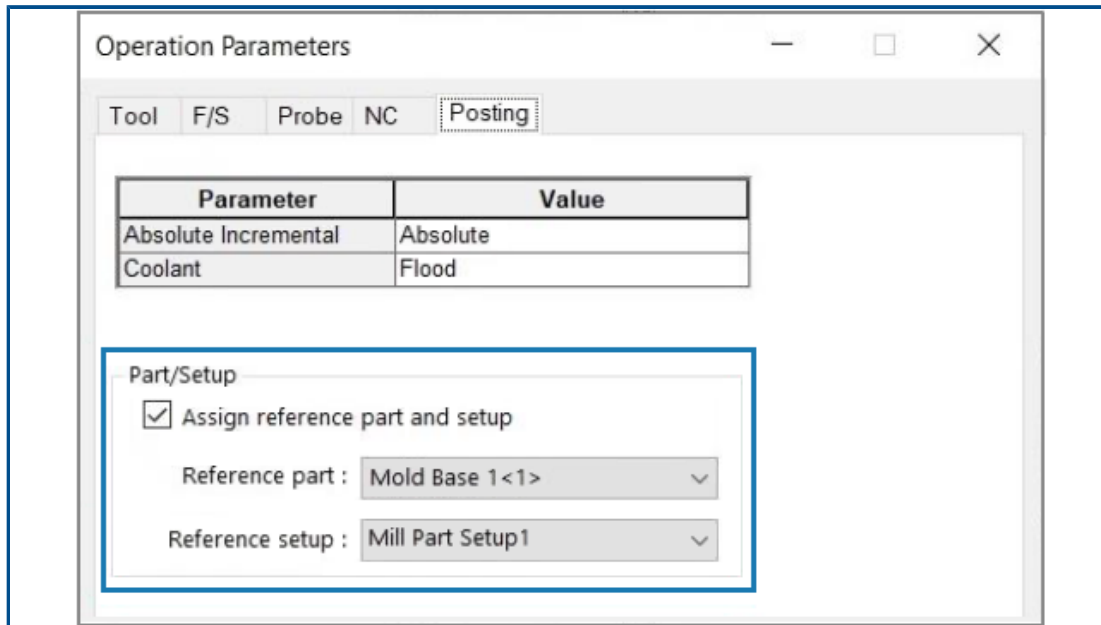 Operation Parameters
Tool F/S Probe NC Posting
Parameter Value
Absolute Incremental Absolute
Coolant Flood
Part/Setup
Assign reference part and setup
Reference part : Mold Base 1<1>
Reference setup : Mill Part Setup1